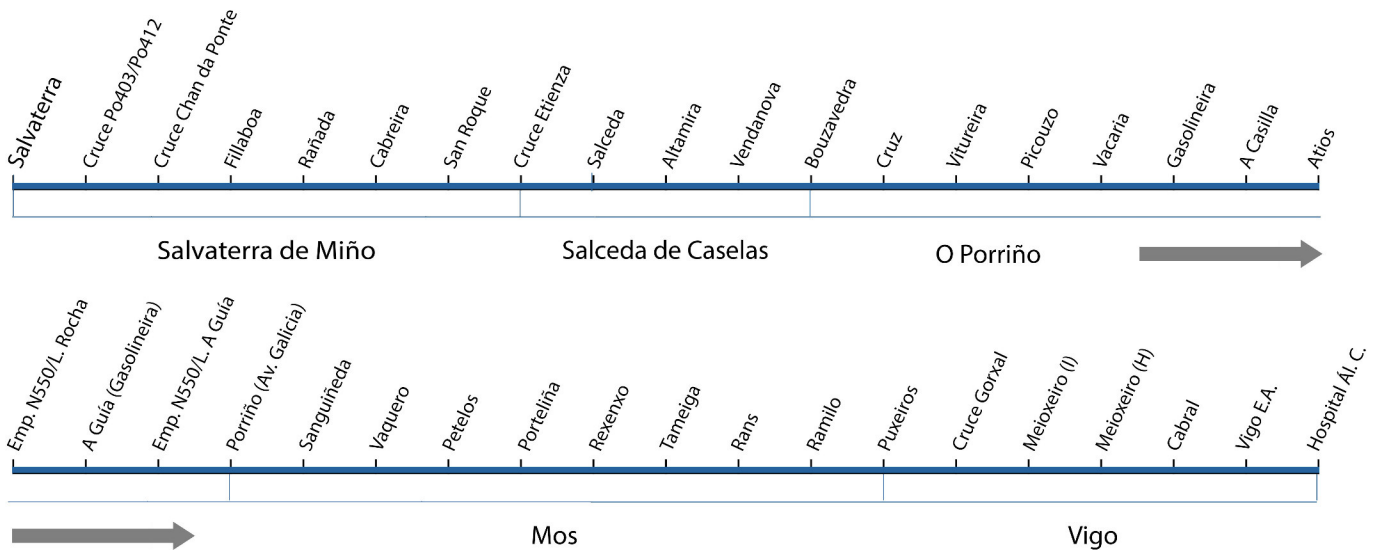 Salvaterra
Cruce Po403/Po412
Cruce Chan da Ponte
Fillaboa
Rañada
Cabreira
San Roque
Cruce Etienza
Salceda
Altamira
Vendanova
Bouzavedra
Cruz
Vitureira
Picouzo
Vacaria
Gasolineira
A Casilla
Atios
Salvaterra de Miño
Salceda de Caselas
O Porriño
Emp. N550/L. Rocha
A Guía (Gasolineira)
Emp. N550/L. A Guía
Porriño (Av. Galicia)
Sanguiñeda
Vaquero
Petelos
Porteliña
Rexenxo
Tameiga
Rans
Ramilo
Puxeiros
Cruce Gorxal
Meioxeiro (I)
Meioxeiro (H)
Cabral
Vigo E.A.
Hospital Ál. C.
Mos
Vigo